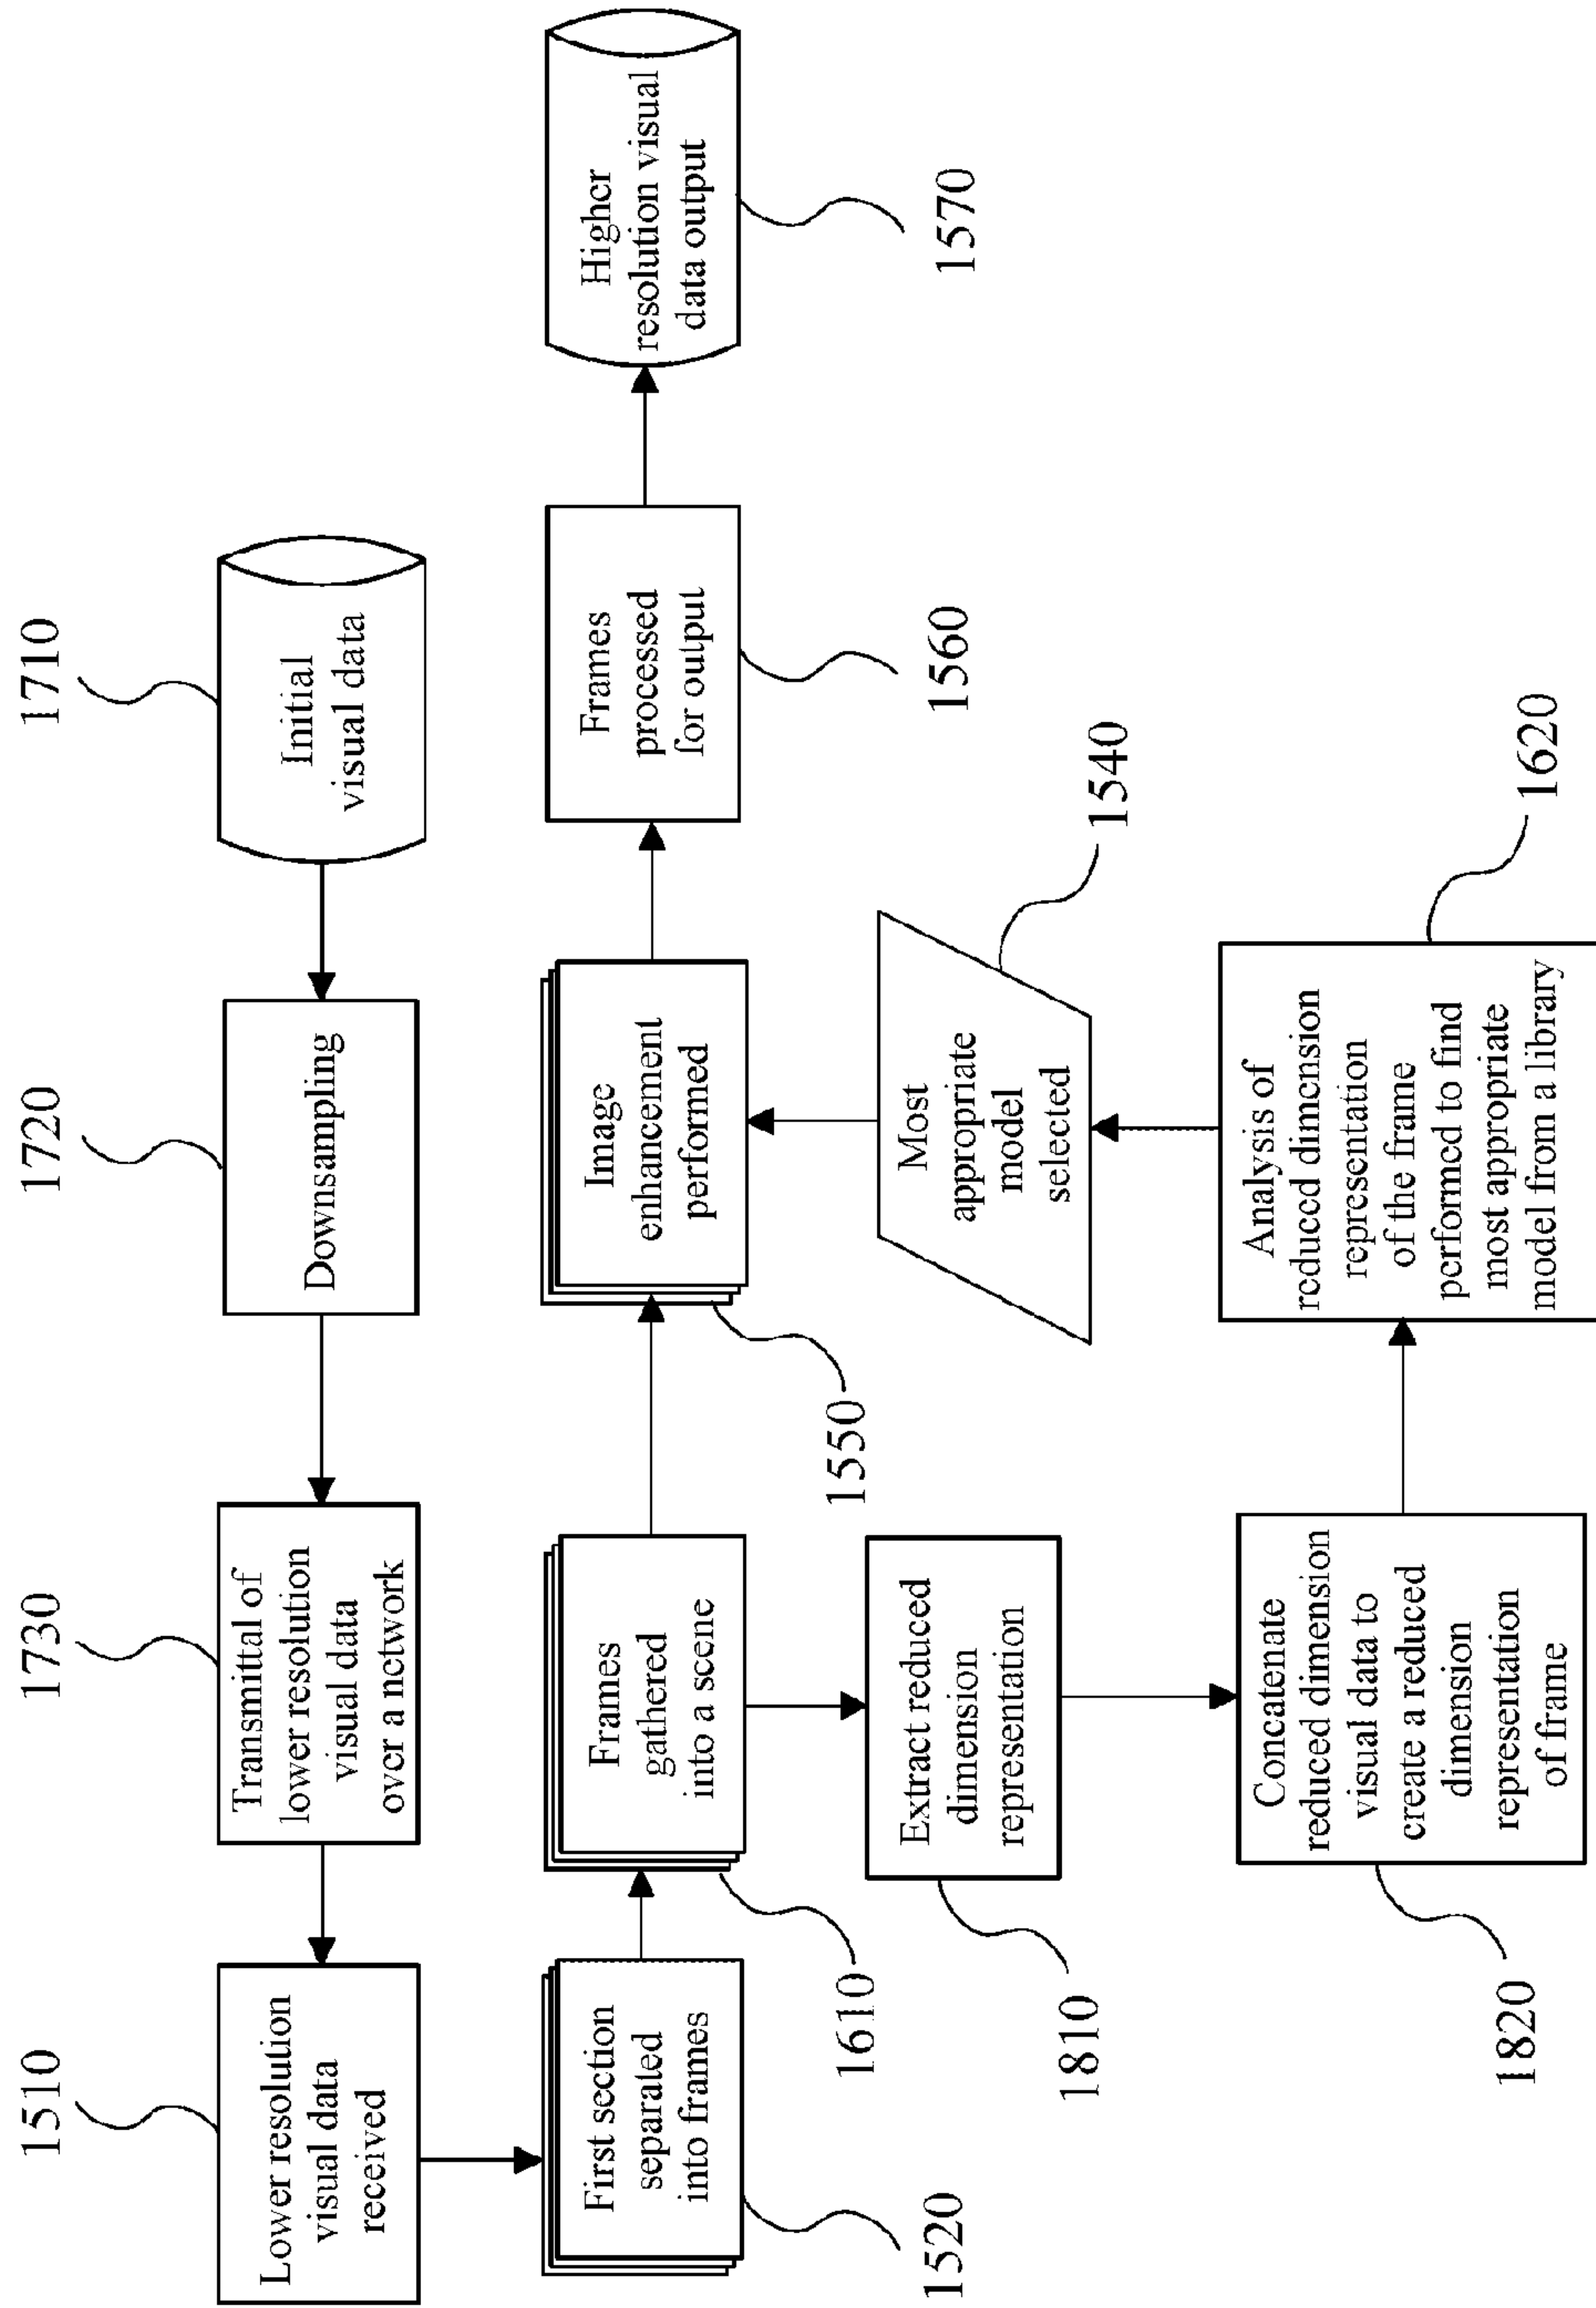 1510
Lower resolution
visual data
received
1730
Transmittal of
lower resolution
visual data
over a network
1720
Downsampling
1710
Initial
visual data
First section
separated
into frames
1520
Frames
gathered
into a scene
1610
Image
enhancement
performed
1550
Frames
processed
for output
1560
Higher
resolution visual
data output
1570
Extract reduced
dimension
representation
1810
Most
appropriate
model
selected
1540
Concatenate
reduced dimension
visual data to
create a reduced
dimension
representation
of frame
1820
Analysis of
reduced dimension
representation
of the frame
performed to find
most appropriate
model from a library
1620